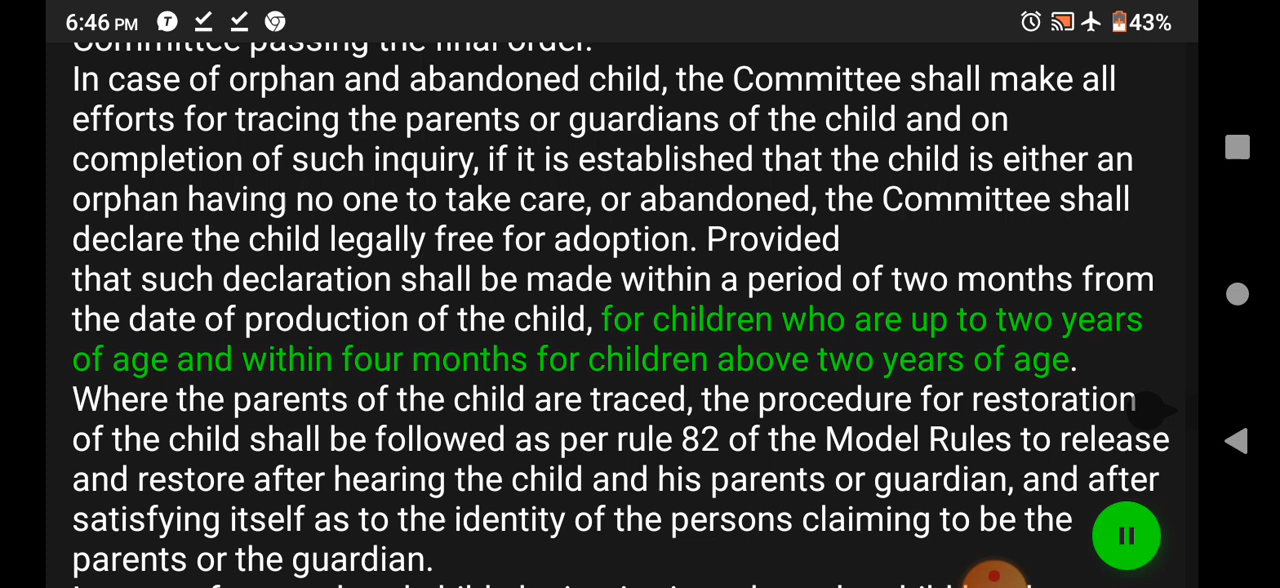 6:46 PM
43%
Committee passing the final order.
In case of orphan and abandoned child, the Committee shall make all
efforts for tracing the parents or guardians of the child and on
completion of such inquiry, if it is established that the child is either an
orphan having no one to take care, or abandoned, the Committee shall
declare the child legally free for adoption. Provided
that such declaration shall be made within a period of two months from
the date of production of the child, for children who are up to two years
of age and within four months for children above two years of age.
Where the parents of the child are traced, the procedure for restoration
of the child shall be followed as per rule 82 of the Model Rules to release
and restore after hearing the child and his parents or guardian, and after
satisfying itself as to the identity of the persons claiming to be the
parents or the guardian.